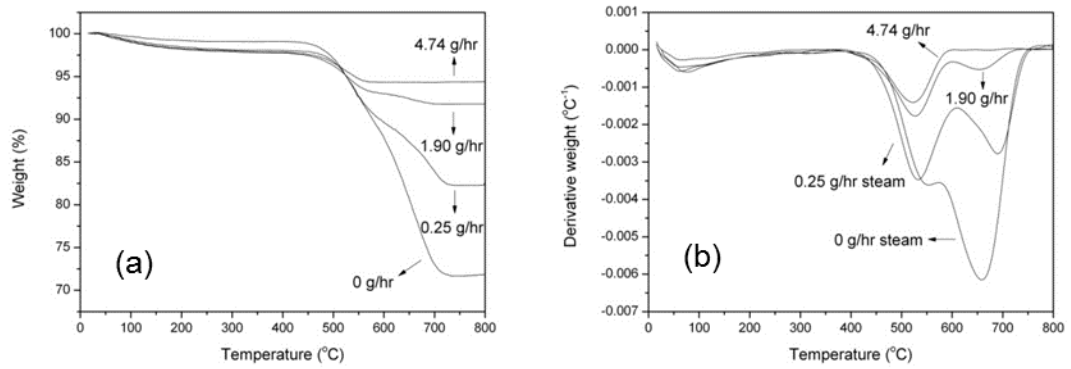 (a)
100
95
90
85
80
75
70
Weight (%)
4.74 g/hr
1.90 g/hr
0.25 g/hr
0 g/hr
0 100 200 300 400 500 600 700 800
Temperature (°C)
(b)
0.001
0.000
-0.001
-0.002
-0.003
-0.004
-0.005
-0.006
-0.007
Derivative weight (°C⁻¹)
4.74 g/hr
1.90 g/hr
0.25 g/hr steam
0 g/hr steam
0 100 200 300 400 500 600 700 800
Temperature (°C)